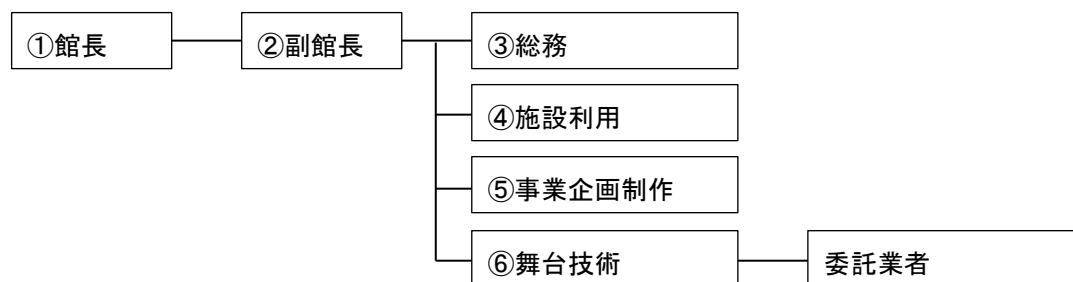 ①館長
②副館長
③総務
④施設利用
⑤事業企画制作
⑥舞台技術
委託業者